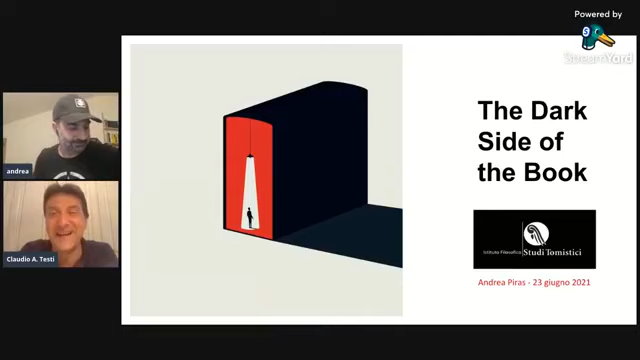 Powered by
StreamYard
The Dark
Side of
the Book
andrea
Istituto Filosofico Studi Tomistici
Claudio A. Testi
Andrea Piras - 23 giugno 2021